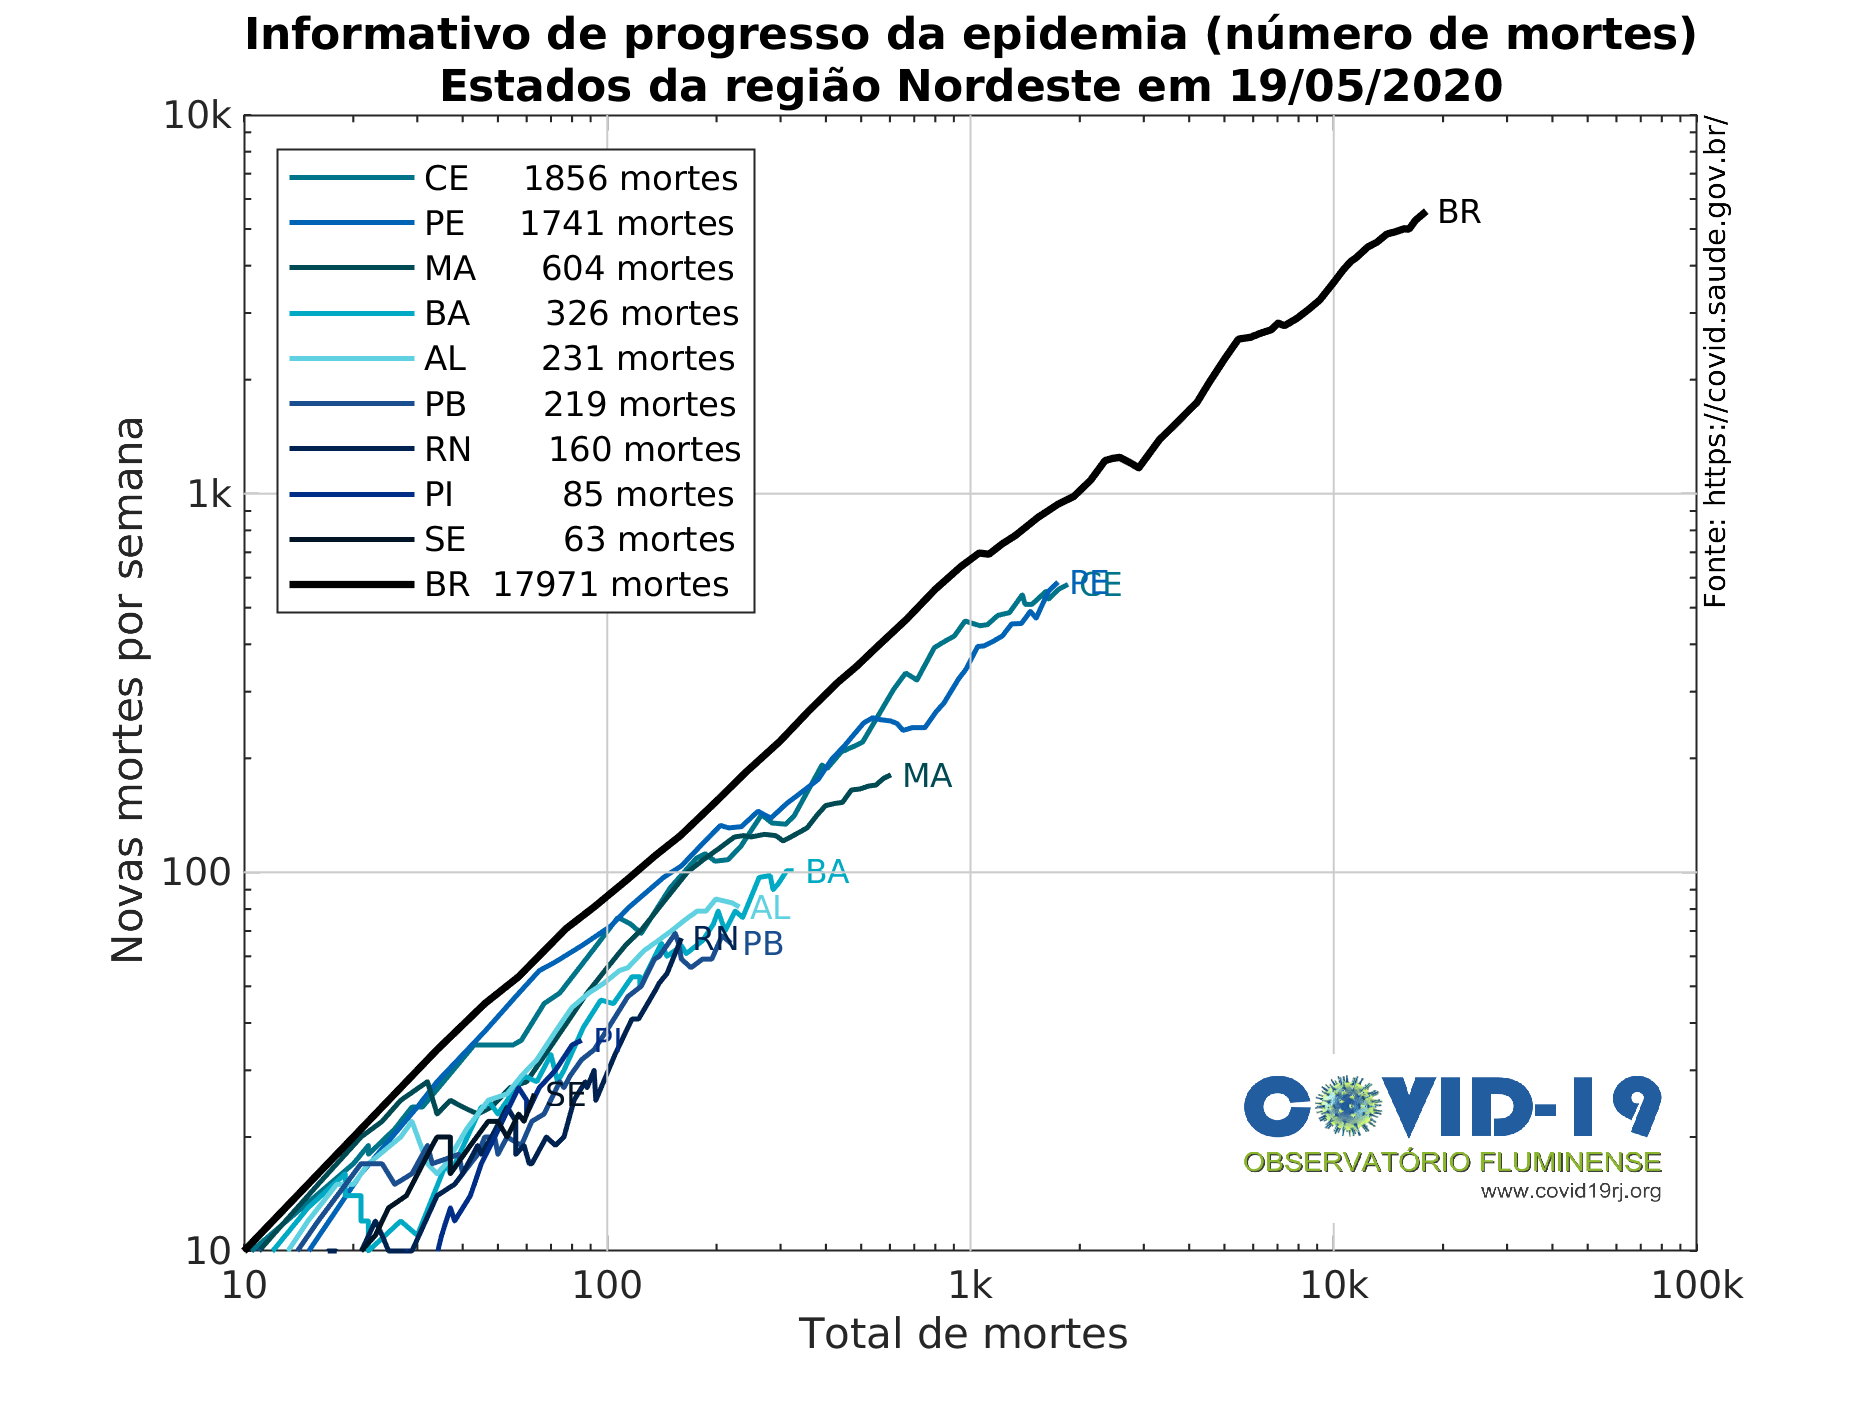 Informativo de progresso da epidemia (número de mortes)
Estados da região Nordeste em 19/05/2020
10k
1k
100
10
Novas mortes por semana
CE 1856 mortes
PE 1741 mortes
MA 604 mortes
BA 326 mortes
AL 231 mortes
PB 219 mortes
RN 160 mortes
PI 85 mortes
SE 63 mortes
BR 17971 mortes
BR
PE
CE
MA
BA
AL
RN
PB
PI
SE
Fonte: https://covid.saude.gov.br/
COVID-19
OBSERVATÓRIO FLUMINENSE
www.covid19rj.org
10 100 1k 10k 100k
Total de mortes